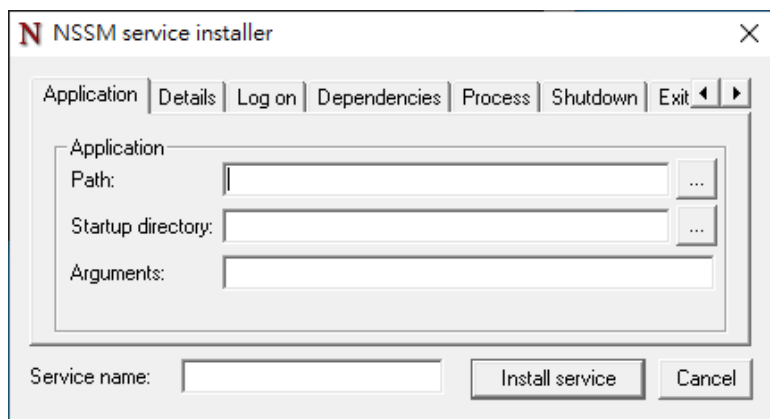 N NSSM service installer
Application Details Log on Dependencies Process Shutdown Exit
Application
Path:
...
Startup directory:
...
Arguments:
Service name:
Install service
Cancel